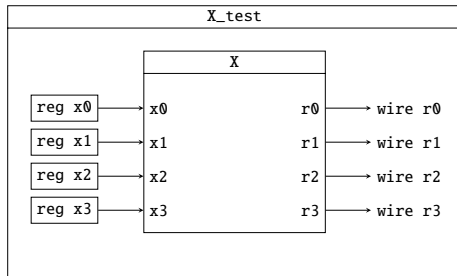 X_test
X
reg x0 x0 r0 wire r0
reg x1 x1 r1 wire r1
reg x2 x2 r2 wire r2
reg x3 x3 r3 wire r3